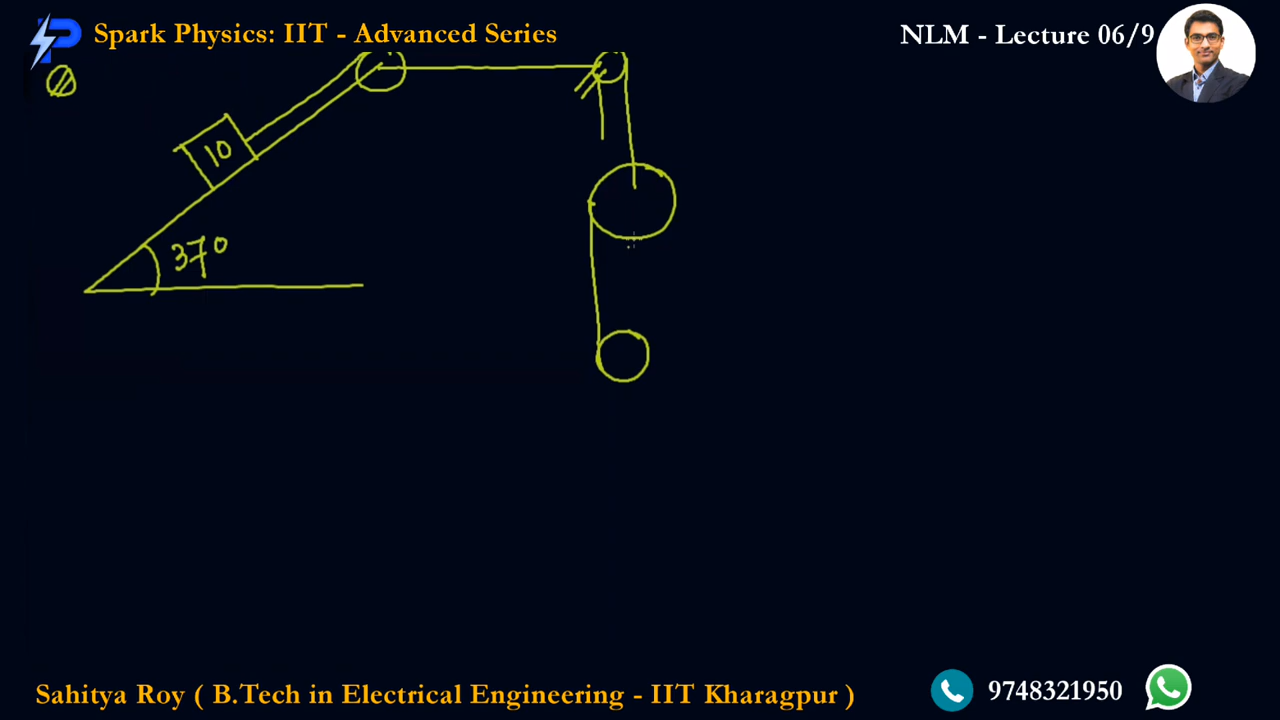 Spark Physics: IIT - Advanced Series
NLM - Lecture 06/9
10
37°
Sahitya Roy ( B.Tech in Electrical Engineering - IIT Kharagpur )
9748321950